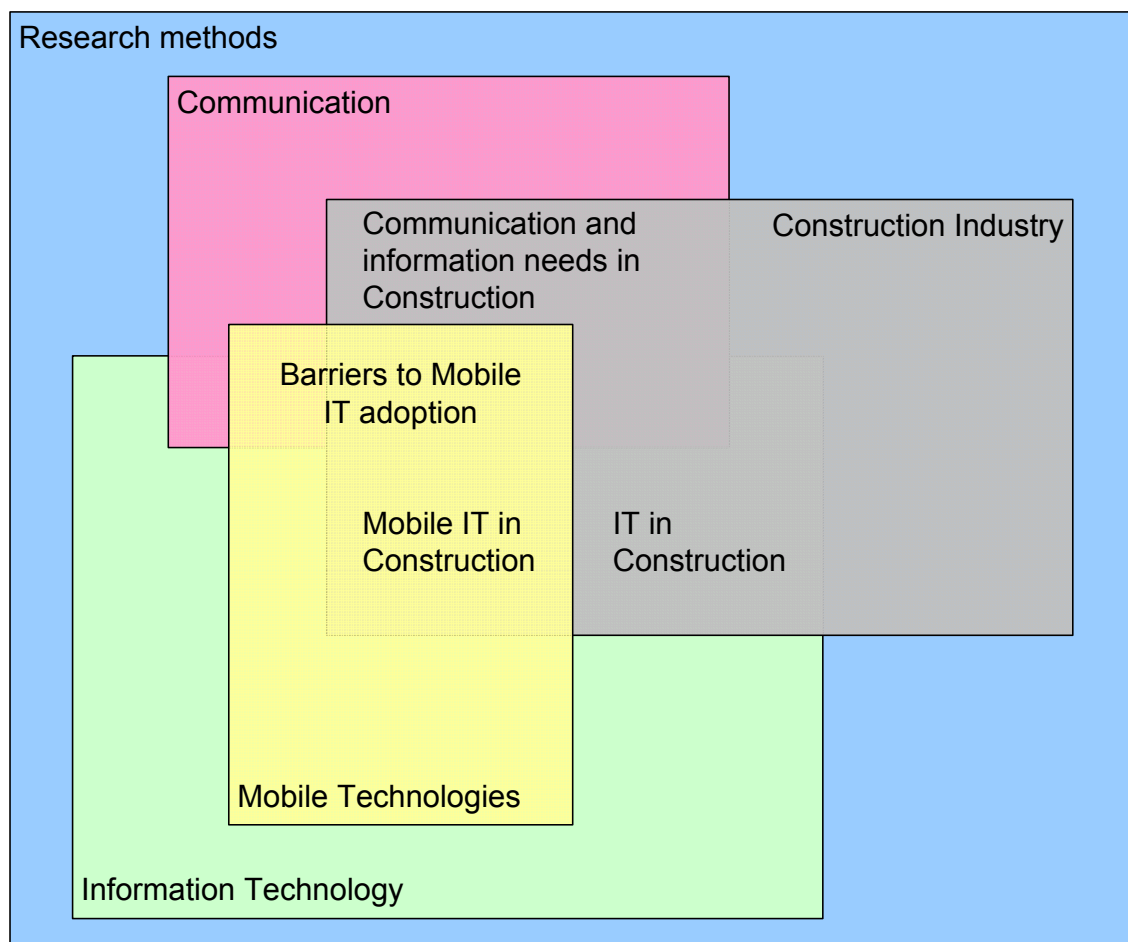 Research methods
Communication
Communication and
information needs in
Construction
Construction Industry
Barriers to Mobile
IT adoption
Mobile IT in
Construction
IT in
Construction
Mobile Technologies
Information Technology